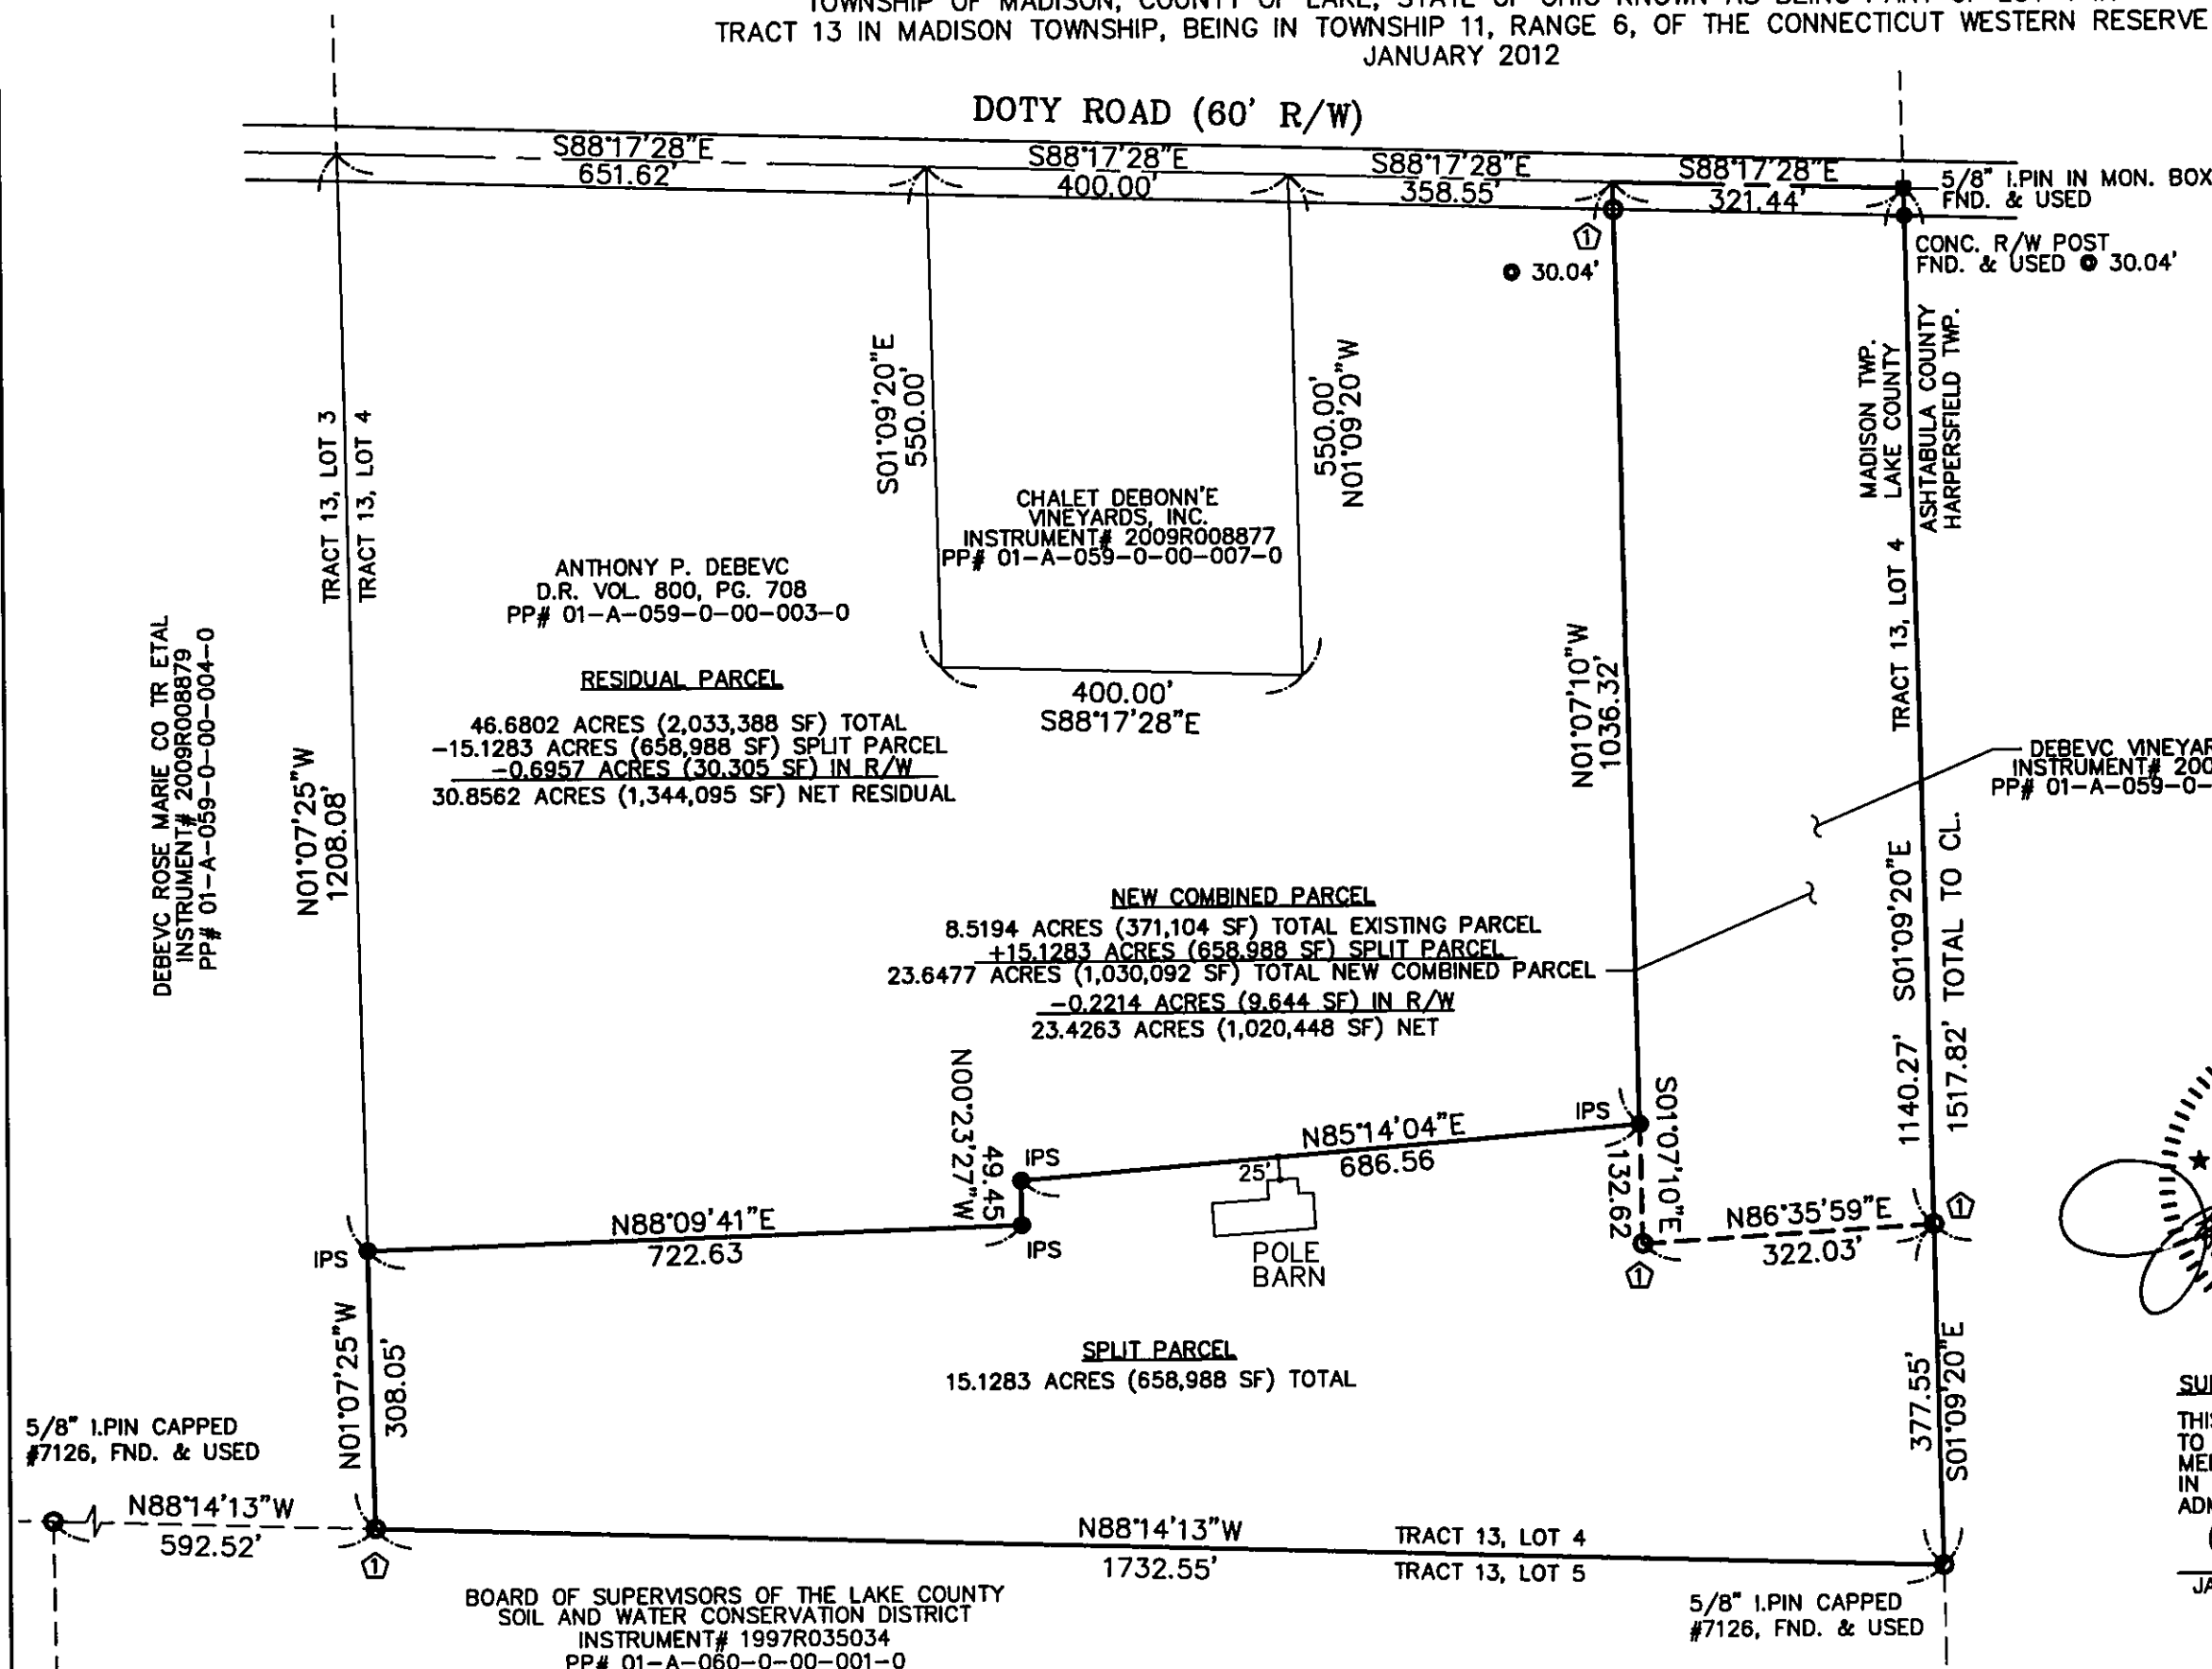 TRACT 13 IN MADISON TOWNSHIP, BEING IN TOWNSHIP 11, RANGE 6, OF THE CONNECTICUT WESTERN RESERVE
JANUARY 2012
DOTY ROAD (60' R/W)
S88°17'28"E
651.62'
S88°17'28"E
400.00'
S88°17'28"E
358.55'
S88°17'28"E
321.44'
5/8" I.PIN IN MON. BOX
FND. & USED
1
30.04'
CONC. R/W POST
FND. & USED @ 30.04'
TRACT 13, LOT 3
TRACT 13, LOT 4
S01°09'20"E
550.00'
550.00'
N01°09'20"W
MADISON TWP.
LAKE COUNTY
ASHTABULA COUNTY
HARPERSFIELD TWP.
CHALET DEBONN'E
VINEYARDS, INC.
INSTRUMENT# 2009R008877
PP# 01-A-059-0-00-007-0
ANTHONY P. DEBEVC
D.R. VOL. 800, PG. 708
PP# 01-A-059-0-00-003-0
DEBEVC ROSE MARIE CO TR ETAL
INSTRUMENT# 2009R008879
PP# 01-A-059-0-00-004-0
RESIDUAL PARCEL
46.6802 ACRES (2,033,388 SF) TOTAL
-15.1283 ACRES (658,988 SF) SPLIT PARCEL
-0.6957 ACRES (30,305 SF) IN R/W
30.8562 ACRES (1,344,095 SF) NET RESIDUAL
400.00'
S88°17'28"E
N01°07'10"W
1036.32'
TRACT 13, LOT 4
DEBEVC VINEYAR
INSTRUMENT# 200
PP# 01-A-059-0-
N01°07'25"W
1208.08'
NEW COMBINED PARCEL
8.5194 ACRES (371,104 SF) TOTAL EXISTING PARCEL
+15.1283 ACRES (658,988 SF) SPLIT PARCEL
23.6477 ACRES (1,030,092 SF) TOTAL NEW COMBINED PARCEL
-0.2214 ACRES (9,644 SF) IN R/W
23.4263 ACRES (1,020,448 SF) NET
1140.27' S01°09'20"E
1517.82' TOTAL TO CL.
N00°23'27"W
49.45
IPS
N85°14'04"E
686.56
IPS
S01°07'10"E
132.62
25'
POLE
BARN
N88°09'41"E
722.63
IPS
IPS
N86°35'59"E
322.03'
1
1
N01°07'25"W
308.05'
SPLIT PARCEL
15.1283 ACRES (658,988 SF) TOTAL
377.55'
S01°09'20"E
5/8" I.PIN CAPPED
#7126, FND. & USED
N88°14'13"W
592.52'
1
N88°14'13"W
1732.55'
TRACT 13, LOT 4
TRACT 13, LOT 5
5/8" I.PIN CAPPED
#7126, FND. & USED
BOARD OF SUPERVISORS OF THE LAKE COUNTY
SOIL AND WATER CONSERVATION DISTRICT
INSTRUMENT# 1997R035034
PP# 01-A-060-0-00-001-0